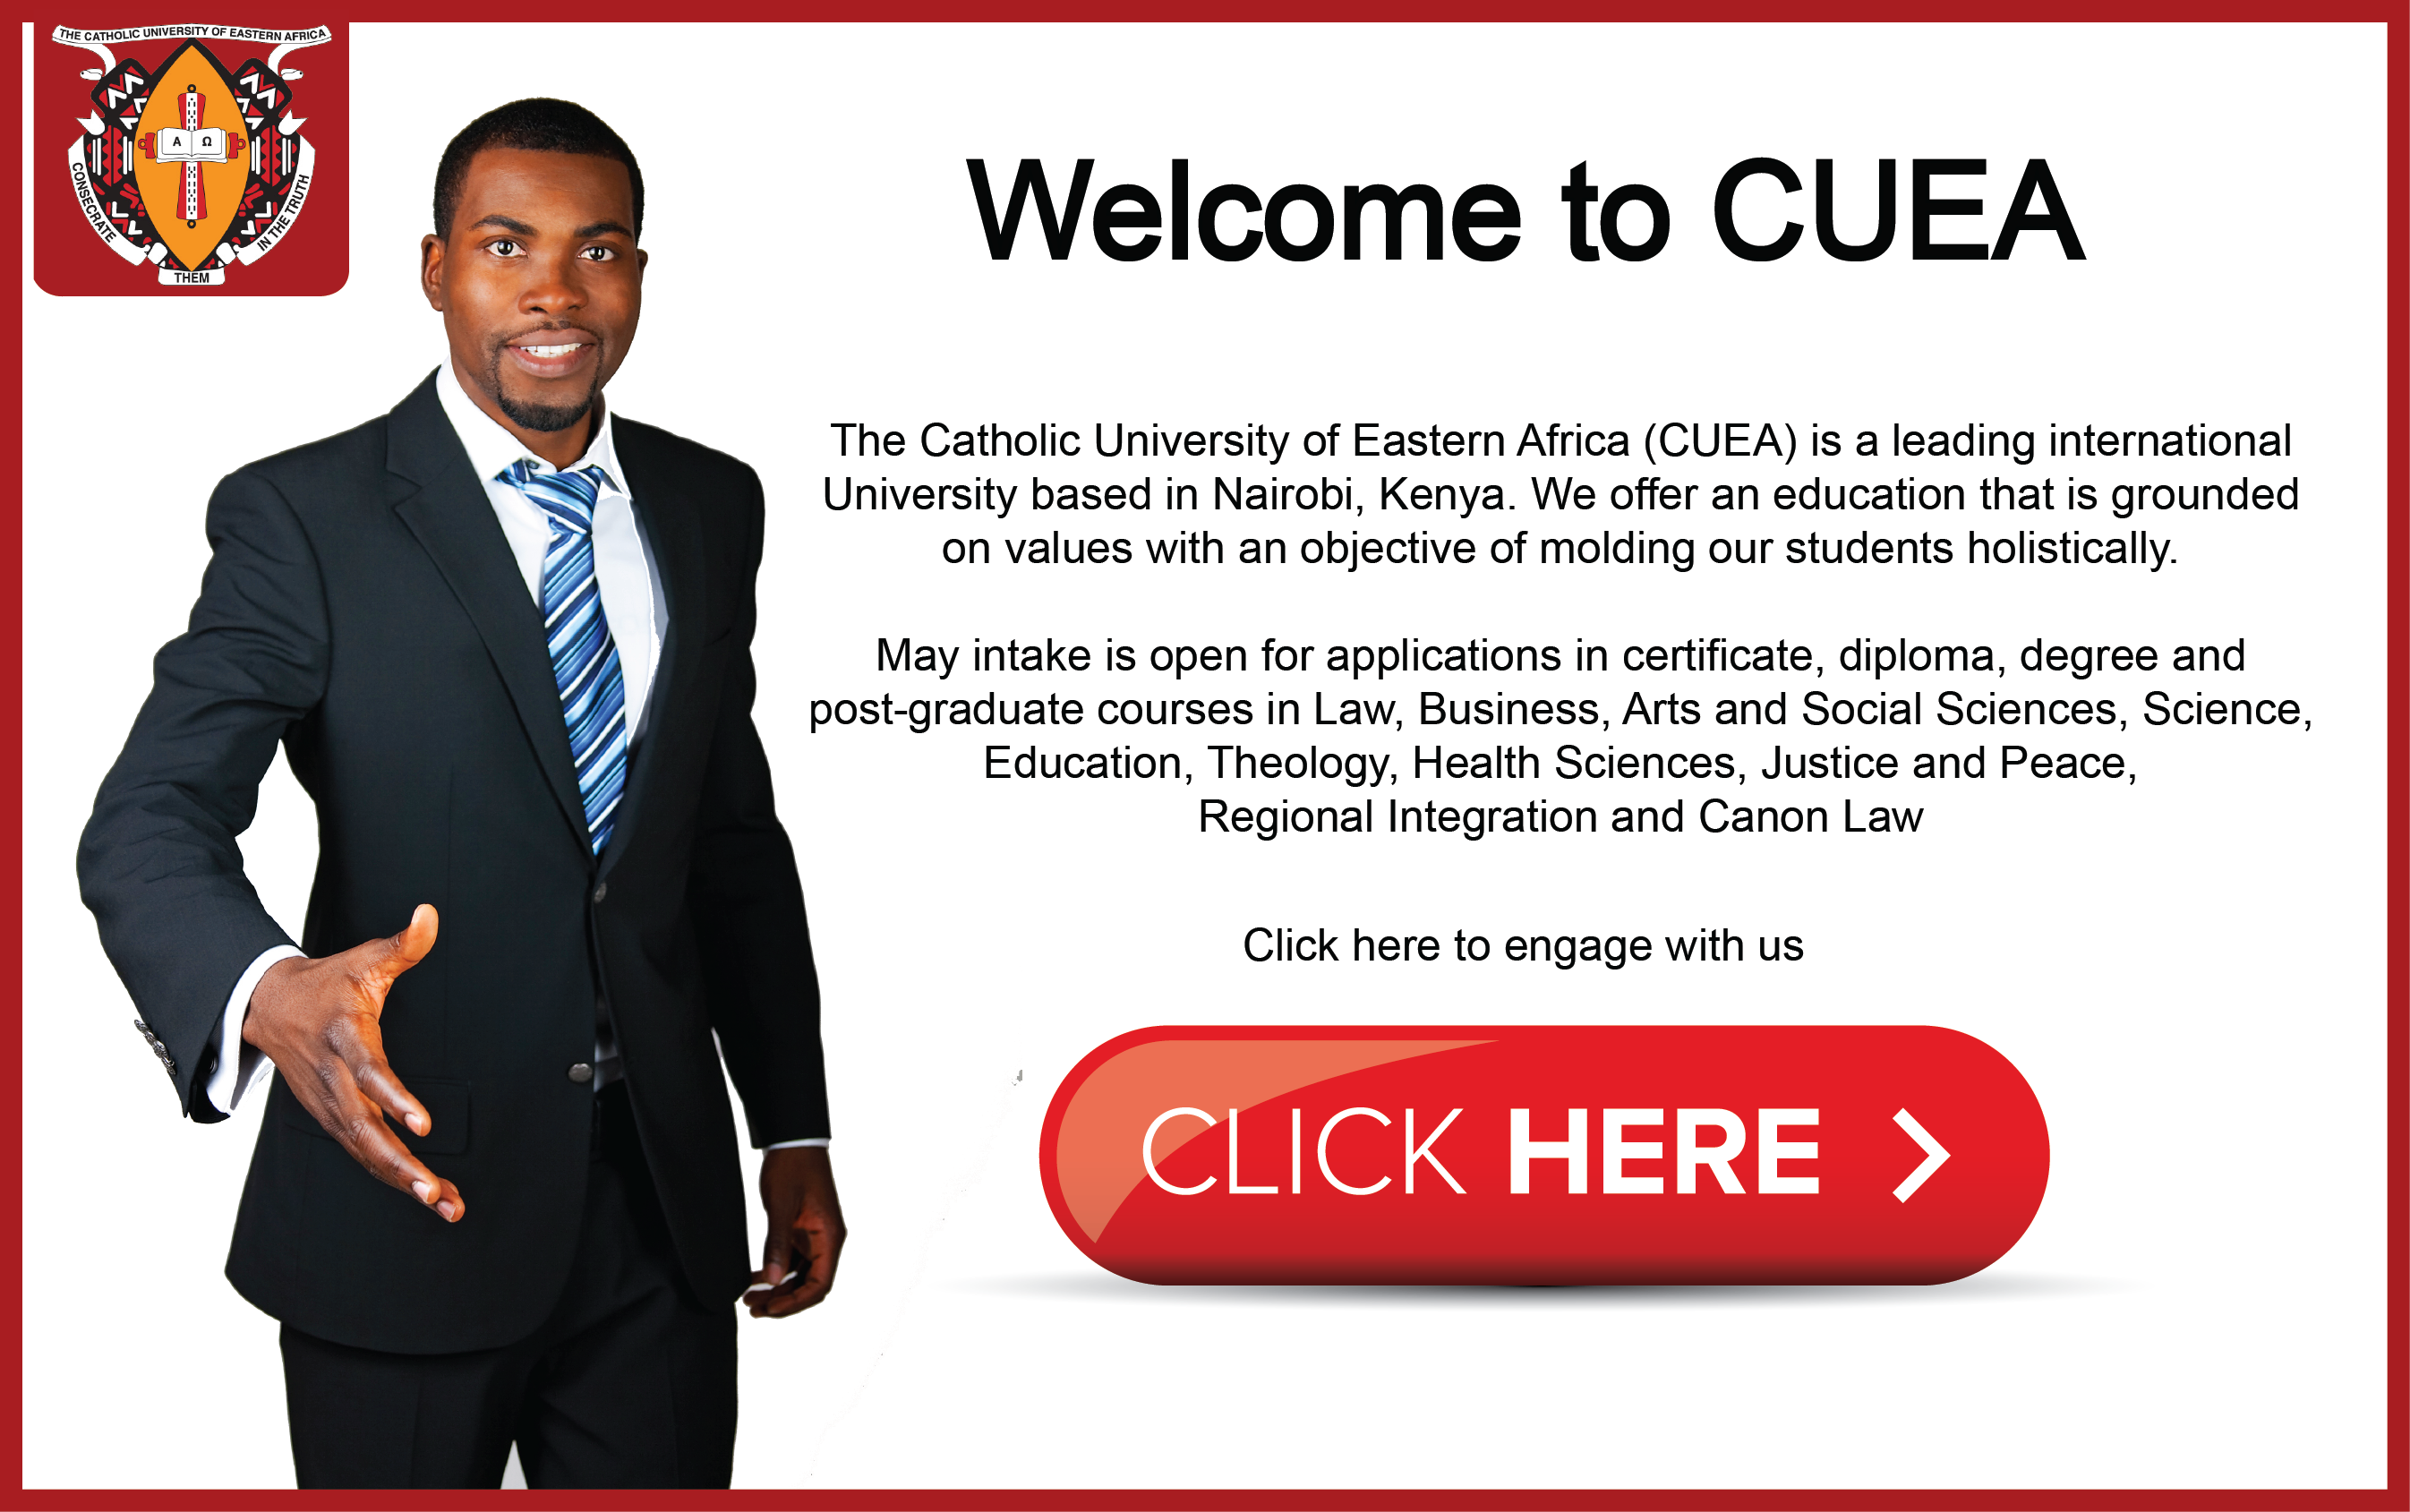 THE CATHOLIC UNIVERSITY OF EASTERN AFRICA
Α Ω
CONSECRATE
THEM
IN THE TRUTH
Welcome to CUEA
The Catholic University of Eastern Africa (CUEA) is a leading international
University based in Nairobi, Kenya. We offer an education that is grounded
on values with an objective of molding our students holistically.
May intake is open for applications in certificate, diploma, degree and
post-graduate courses in Law, Business, Arts and Social Sciences, Science,
Education, Theology, Health Sciences, Justice and Peace,
Regional Integration and Canon Law
Click here to engage with us
CLICK HERE